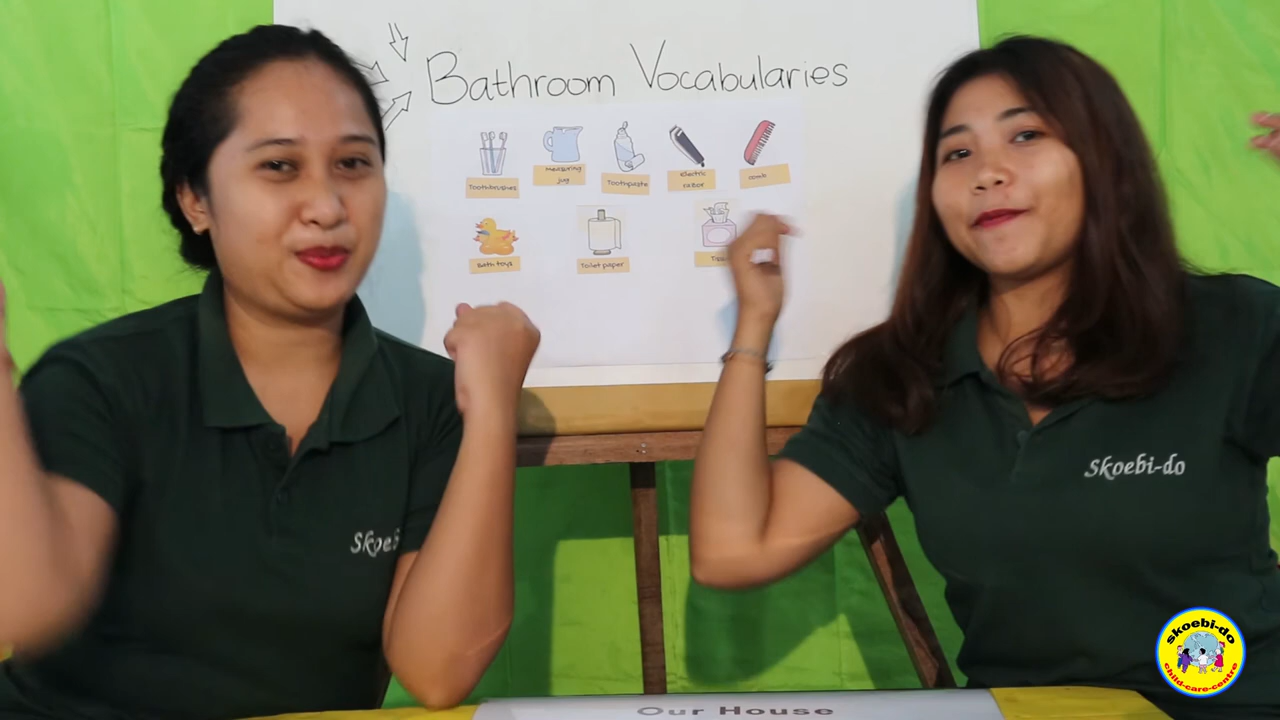 Bathroom Vocabularies
Toothbrushes
measuring
jug
Toothpaste
Electric
razor
comb
Bath toys
Toilet paper
Skoebi-do
skoebi-do
child-care-centre
Our House